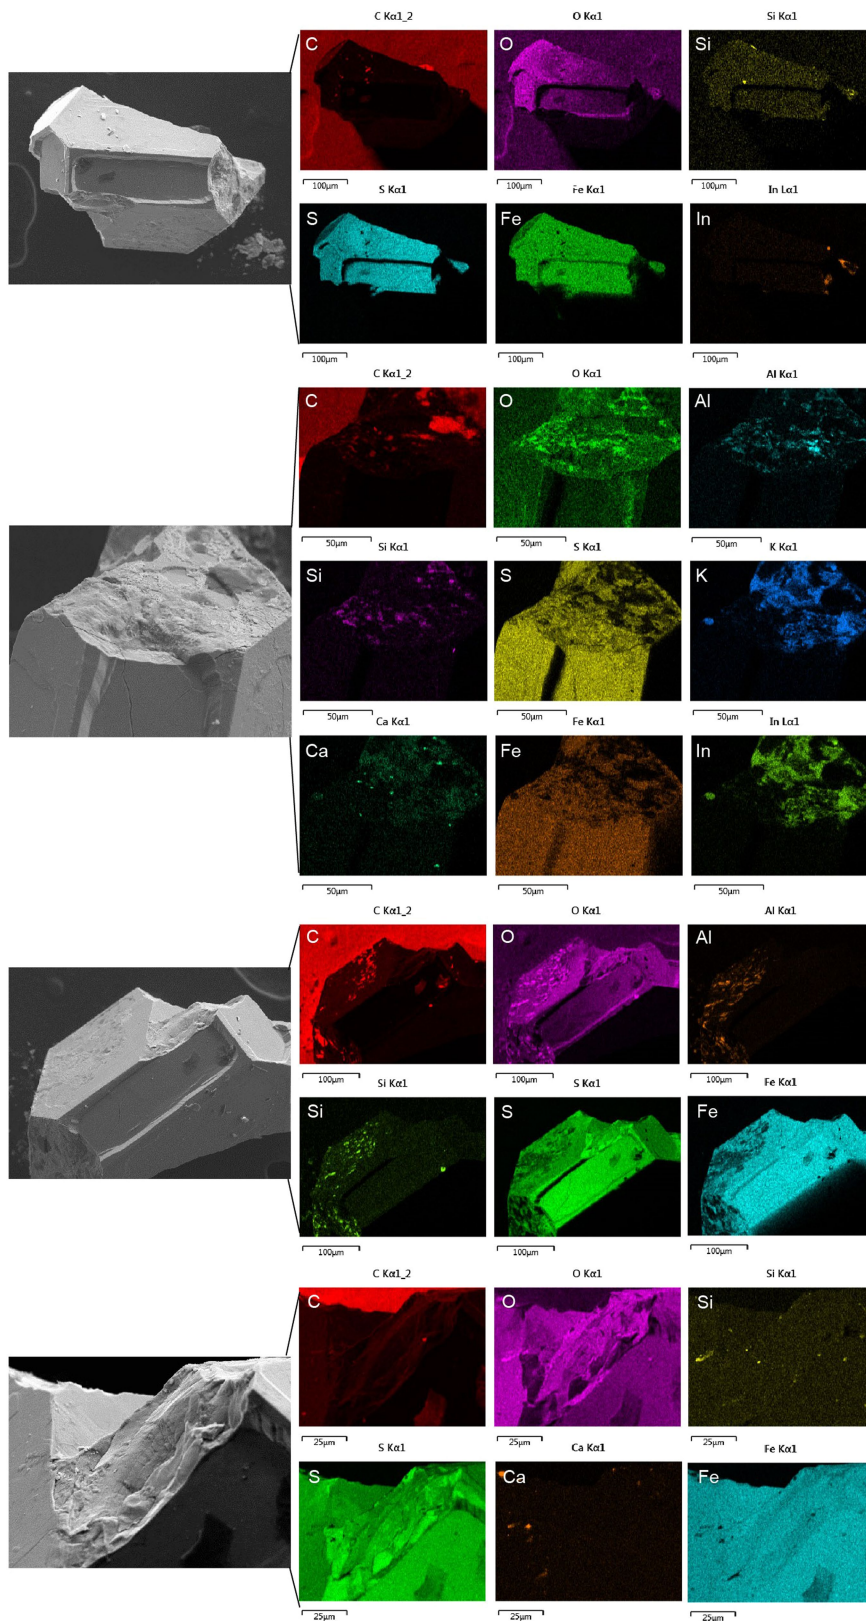 C Kα1_2 O Kα1 Si Kα1
C O Si
100µm 100µm 100µm
S Kα1 Fe Kα1 In Lα1
S Fe In
100µm 100µm 100µm
C Kα1_2 O Kα1 Al Kα1
C O Al
50µm 50µm 50µm
Si Kα1 S Kα1 K Kα1
Si S K
50µm 50µm 50µm
Ca Kα1 Fe Kα1 In Lα1
Ca Fe In
50µm 50µm 50µm
C Kα1_2 O Kα1 Al Kα1
C O Al
100µm 100µm 100µm
Si Kα1 S Kα1 Fe Kα1
Si S Fe
100µm 100µm 100µm
C Kα1_2 O Kα1 Si Kα1
C O Si
25µm 25µm 25µm
S Kα1 Ca Kα1 Fe Kα1
S Ca Fe
25µm 25µm 25µm